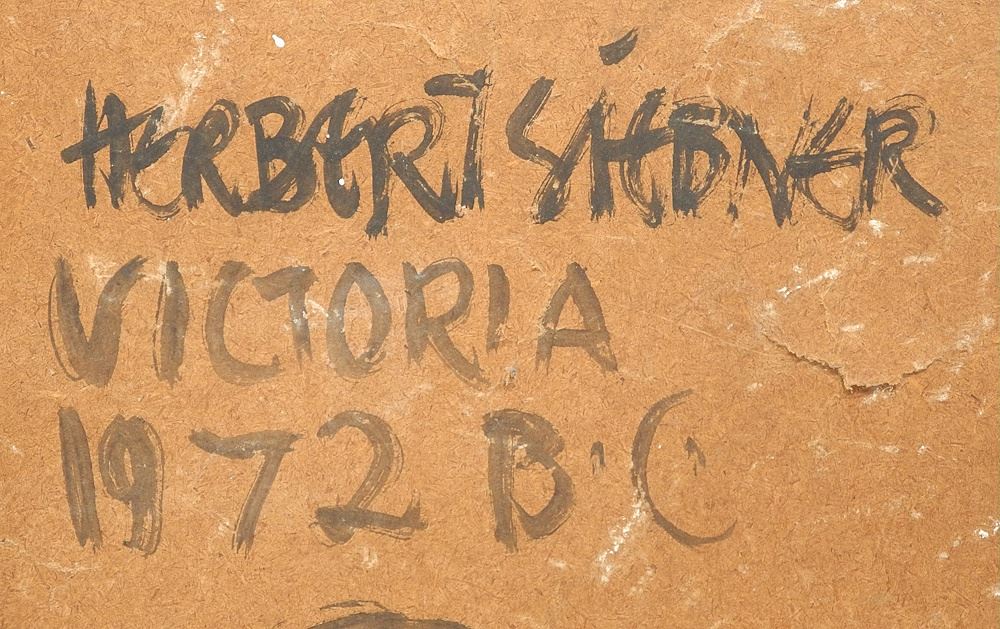 HERBERT SIEBNER
VICTORIA
1972 B.C